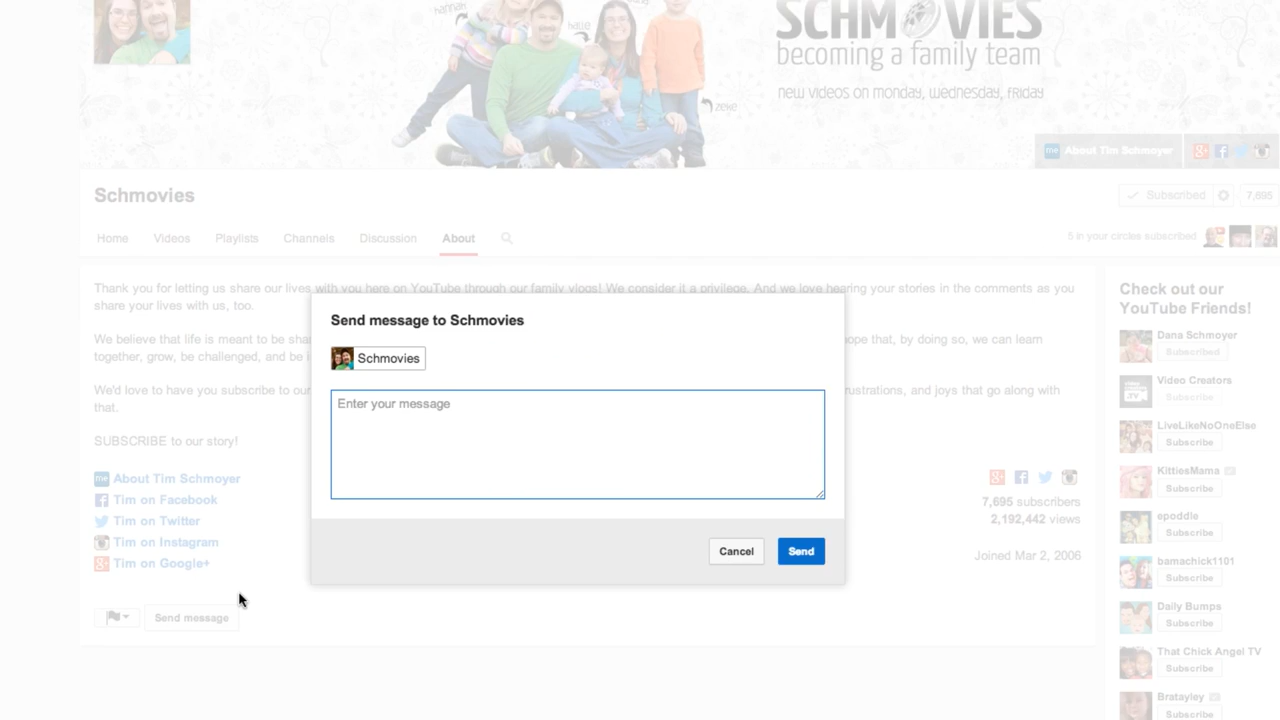 hannah
halle
SCHMOVIES
becoming a family team
new videos on monday, wednesday, friday
zeke
me About Tim Schmoyer
Schmovies
Subscribed
7,695
Home Videos Playlists Channels Discussion About
5 in your circles subscribed
Thank you for letting us share our lives with you here on YouTube through our family vlogs! We consider it a privilege. And we love hearing your stories in the comments as you
share your lives with us, too.
Check out our
YouTube Friends!
Send message to Schmovies
We believe that life is meant to be
ope that, by doing so, we can learn
together, grow, be challenged, and be
Schmovies
Dana Schmoyer
Subscribed
Video Creators
Subscribe
We'd love to have you subscribe to our
rustrations, and joys that go along with
that.
Enter your message
SUBSCRIBE to our story!
LiveLikeNoOneElse
Subscribe
me About Tim Schmoyer
Tim on Facebook
Tim on Twitter
Tim on Instagram
Tim on Google+
7,695 subscribers
2,192,442 views
Joined Mar 2, 2006
KittiesMama
Subscribe
epoddle
Subscribe
Cancel Send
bamachick1101
Subscribe
Send message
Daily Bumps
Subscribe
That Chick Angel TV
Subscribe
Bratayley
Subscribe